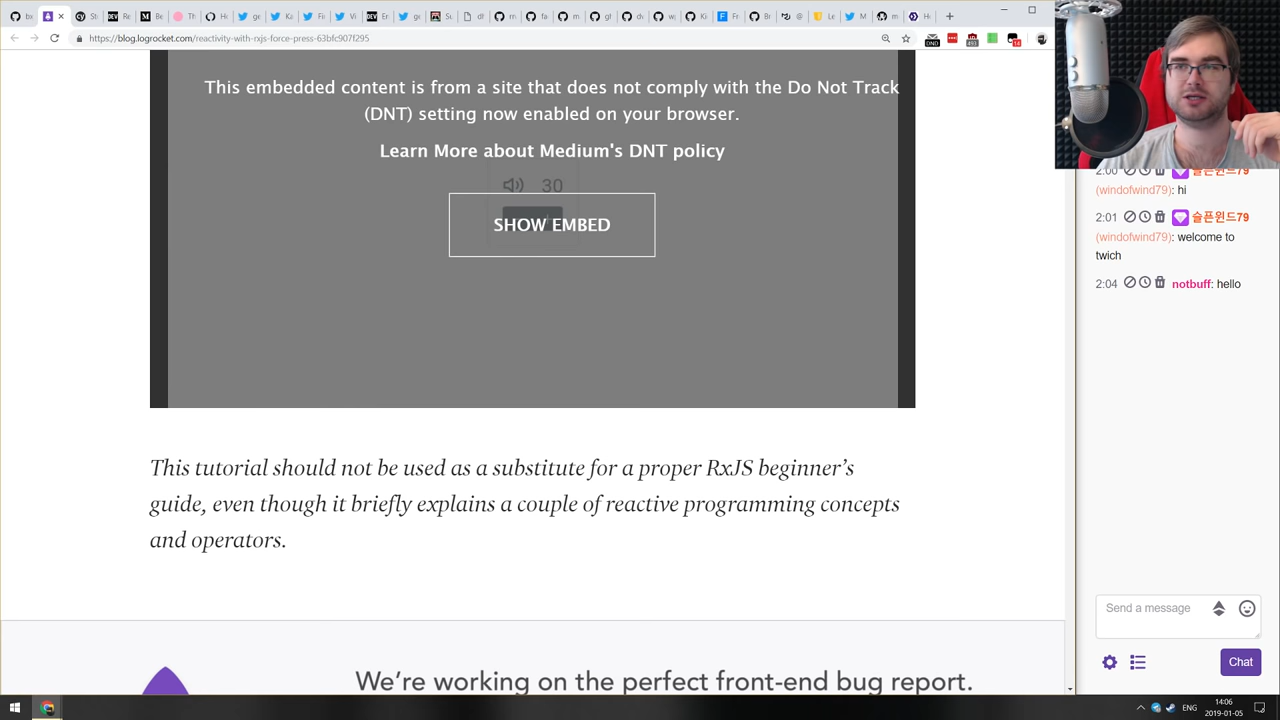 https://blog.logrocket.com/reactivity-with-rxjs-force-press-63bfc907f295
This embedded content is from a site that does not comply with the Do Not Track
(DNT) setting now enabled on your browser.
Learn More about Medium's DNT policy
30
SHOW EMBED
This tutorial should not be used as a substitute for a proper RxJS beginner’s
guide, even though it briefly explains a couple of reactive programming concepts
and operators.
We’re working on the perfect front-end bug report.
2:00 슬픈윈드79
(windofwind79): hi
2:01 슬픈윈드79
(windofwind79): welcome to
twich
2:04 notbuff: hello
Send a message
Chat
ENG
14:06
2019-01-05